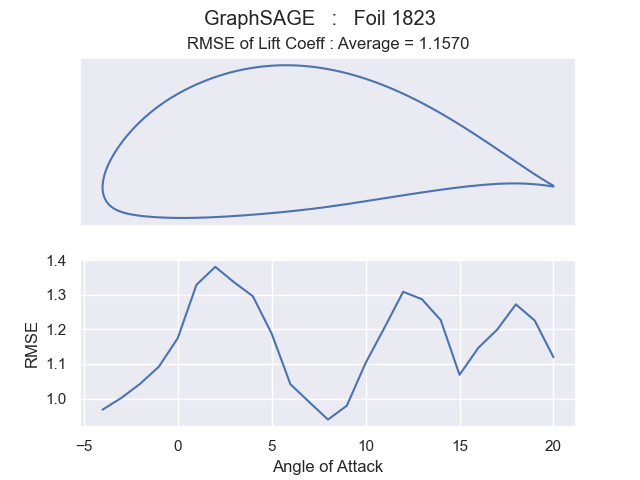 GraphSAGE : Foil 1823
RMSE of Lift Coeff : Average = 1.1570
1.4
1.3
1.2
1.1
1.0
RMSE
−5 0 5 10 15 20
Angle of Attack